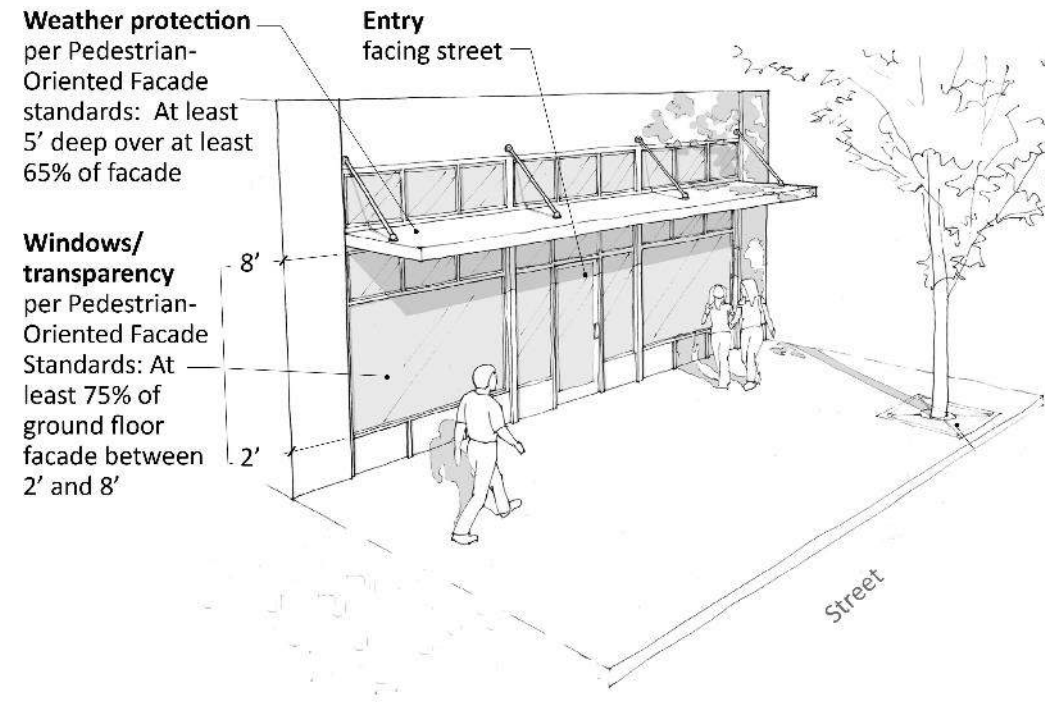 Weather protection
per Pedestrian-
Oriented Facade
standards:  At least
5’ deep over at least
65% of facade
Entry
facing street
Windows/
transparency
per Pedestrian-
Oriented Facade
Standards: At
least 75% of
ground floor
facade between
2’ and 8’
8’
2’
Street